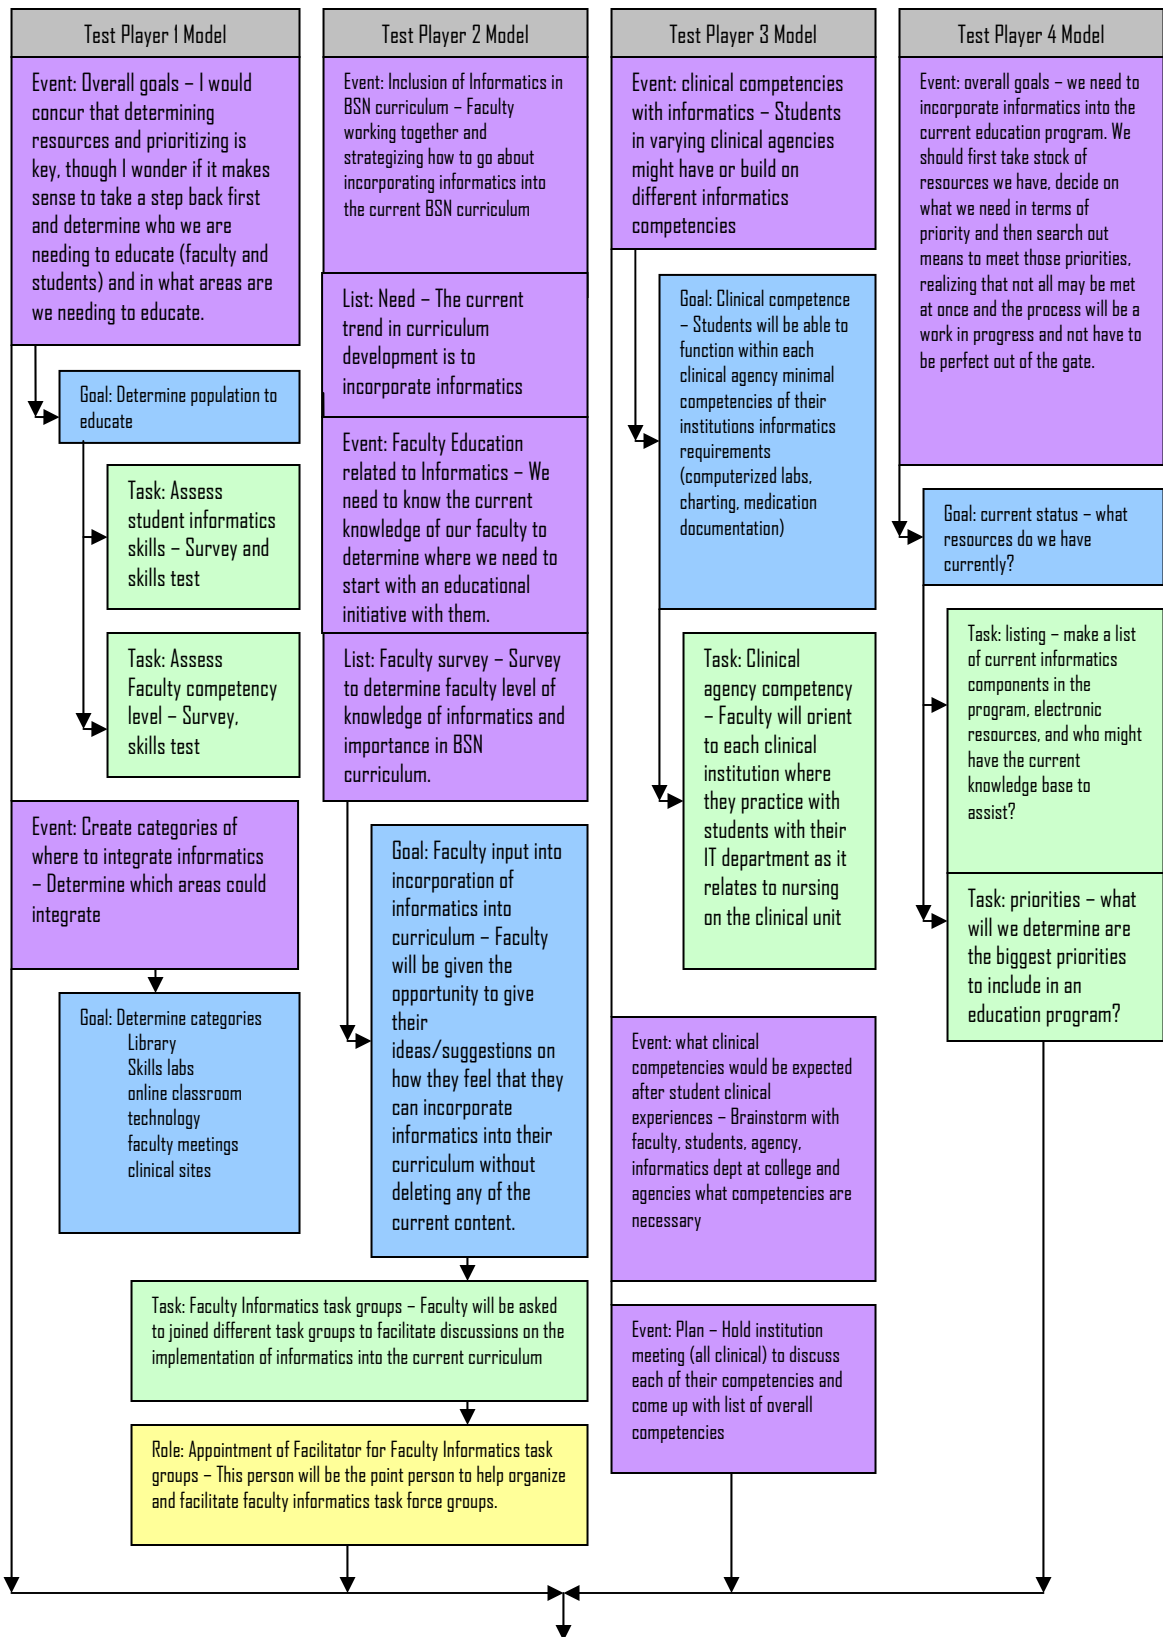 Test Player 1 Model
Event: Overall goals – I would
concur that determining
resources and prioritizing is
key, though I wonder if it makes
sense to take a step back first
and determine who we are
needing to educate (faculty and
students) and in what areas are
we needing to educate.
Goal: Determine population to
educate
Task: Assess
student informatics
skills – Survey and
skills test
Task: Assess
Faculty competency
level – Survey,
skills test
Event: Create categories of
where to integrate informatics
– Determine which areas could
integrate
Goal: Determine categories
Library
Skills labs
online classroom
technology
faculty meetings
clinical sites
Test Player 2 Model
Event: Inclusion of Informatics in
BSN curriculum – Faculty
working together and
strategizing how to go about
incorporating informatics into
the current BSN curriculum
List: Need – The current
trend in curriculum
development is to
incorporate informatics
Event: Faculty Education
related to Informatics – We
need to know the current
knowledge of our faculty to
determine where we need to
start with an educational
initiative with them.
List: Faculty survey – Survey
to determine faculty level of
knowledge of informatics and
importance in BSN
curriculum.
Goal: Faculty input into
incorporation of
informatics into
curriculum – Faculty
will be given the
opportunity to give
their
ideas/suggestions on
how they feel that they
can incorporate
informatics into their
curriculum without
deleting any of the
current content.
Task: Faculty Informatics task groups – Faculty will be asked
to joined different task groups to facilitate discussions on the
implementation of informatics into the current curriculum
Role: Appointment of Facilitator for Faculty Informatics task
groups – This person will be the point person to help organize
and facilitate faculty informatics task force groups.
Test Player 3 Model
Event: clinical competencies
with informatics – Students
in varying clinical agencies
might have or build on
different informatics
competencies
Goal: Clinical competence
– Students will be able to
function within each
clinical agency minimal
competencies of their
institutions informatics
requirements
(computerized labs,
charting, medication
documentation)
Task: Clinical
agency competency
– Faculty will orient
to each clinical
institution where
they practice with
students with their
IT department as it
relates to nursing
on the clinical unit
Event: what clinical
competencies would be expected
after student clinical
experiences – Brainstorm with
faculty, students, agency,
informatics dept at college and
agencies what competencies are
necessary
Event: Plan – Hold institution
meeting (all clinical) to discuss
each of their competencies and
come up with list of overall
competencies
Test Player 4 Model
Event: overall goals – we need to
incorporate informatics into the
current education program. We
should first take stock of
resources we have, decide on
what we need in terms of
priority and then search out
means to meet those priorities,
realizing that not all may be met
at once and the process will be a
work in progress and not have to
be perfect out of the gate.
Goal: current status – what
resources do we have
currently?
Task: listing – make a list
of current informatics
components in the
program, electronic
resources, and who might
have the current
knowledge base to
assist?
Task: priorities – what
will we determine are
the biggest priorities
to include in an
education program?